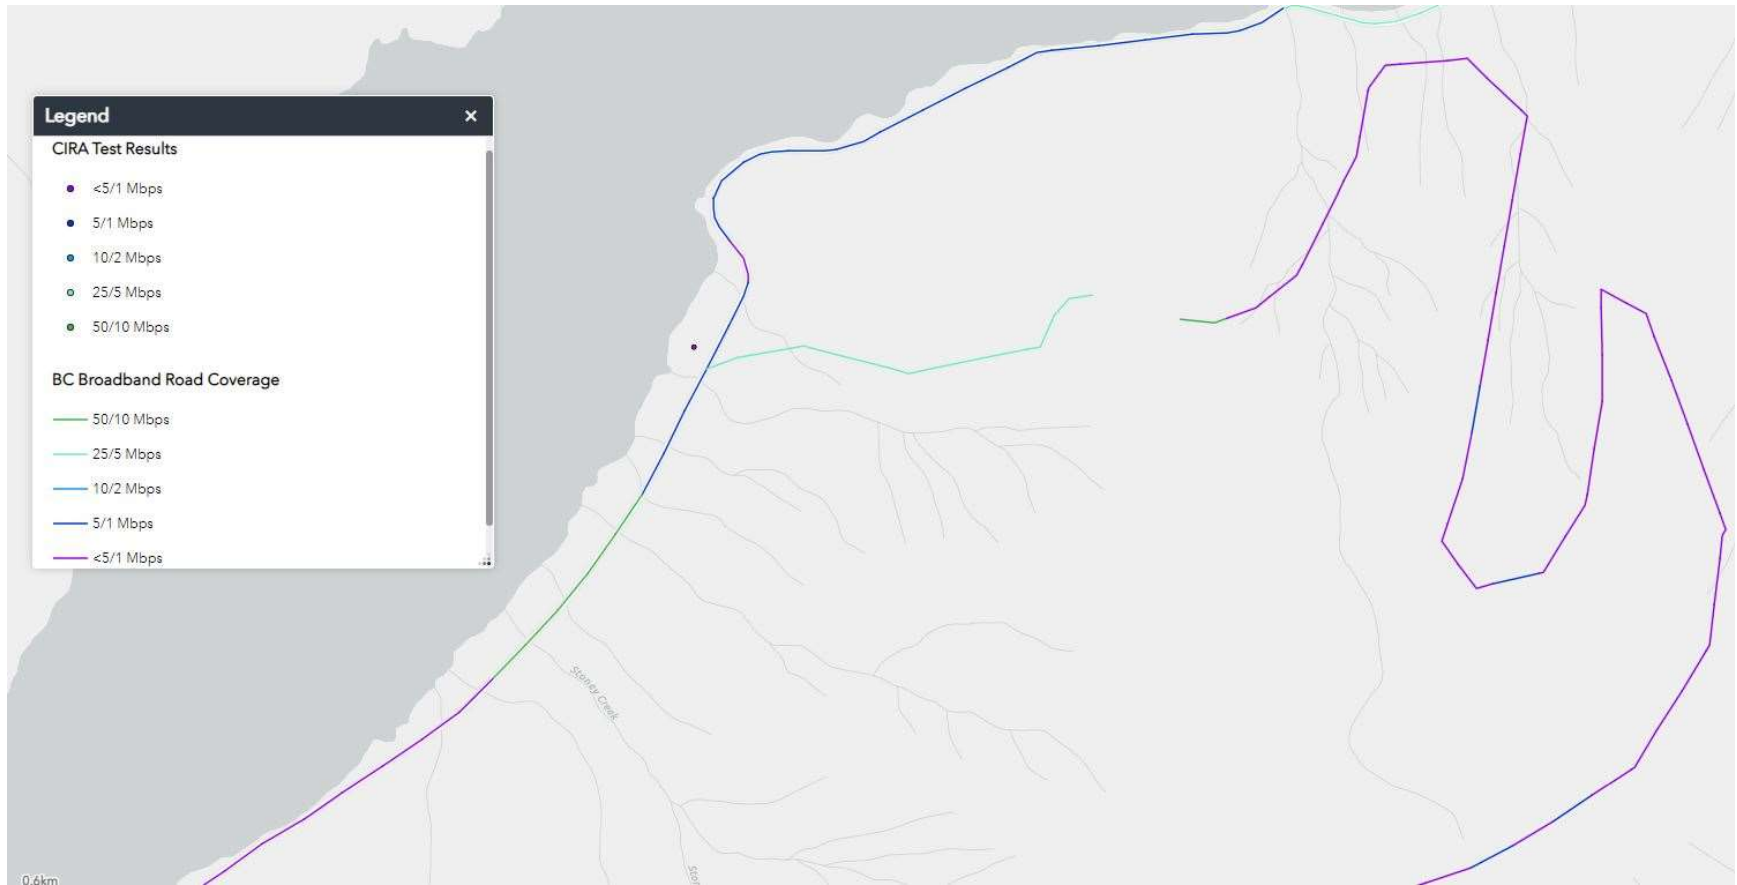 Legend ×
CIRA Test Results
<5/1 Mbps
5/1 Mbps
10/2 Mbps
25/5 Mbps
50/10 Mbps
BC Broadband Road Coverage
50/10 Mbps
25/5 Mbps
10/2 Mbps
5/1 Mbps
<5/1 Mbps
Stoney Creek
0.6km